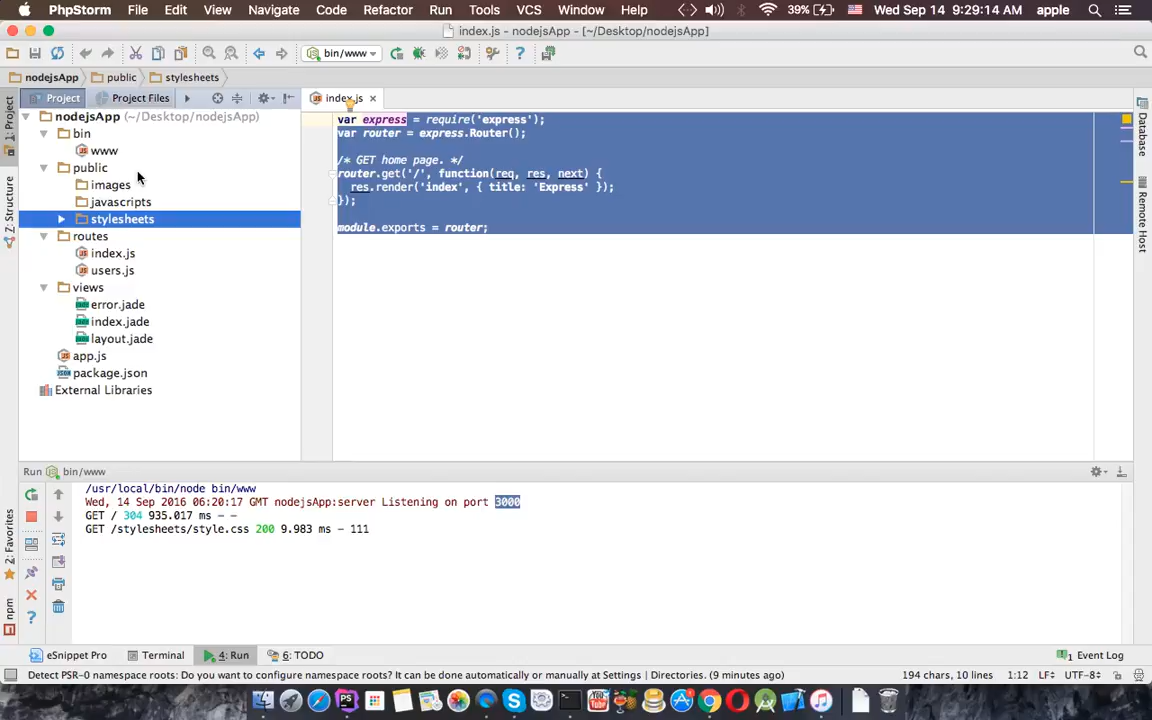 PhpStorm File Edit View Navigate Code Refactor Run Tools VCS Window Help 39% Wed Sep 14 9:29:14 AM apple
index.js - nodejsApp - [~/Desktop/nodejsApp]
bin/www
nodejsApp public stylesheets
Project Project Files index.js
1: Project
Z: Structure
2: Favorites
npm
nodejsApp (~/Desktop/nodejsApp)
bin
www
public
images
javascripts
stylesheets
routes
index.js
users.js
views
error.jade
index.jade
layout.jade
app.js
package.json
External Libraries
var express = require('express');
var router = express.Router();
/* GET home page. */
router.get('/', function(req, res, next) {
res.render('index', { title: 'Express' });
});
module.exports = router;
Database
Remote Host
Run bin/www
/usr/local/bin/node bin/www
Wed, 14 Sep 2016 06:20:17 GMT nodejsApp:server Listening on port 3000
GET / 304 935.017 ms - -
GET /stylesheets/style.css 200 9.983 ms - 111
eSnippet Pro Terminal 4: Run 6: TODO 1 Event Log
Detect PSR-0 namespace roots: Do you want to configure namespace roots? It can be done automatically or manually at Settings | Directories. (9 minutes ago) 194 chars, 10 lines 1:12 LF÷ UTF-8÷